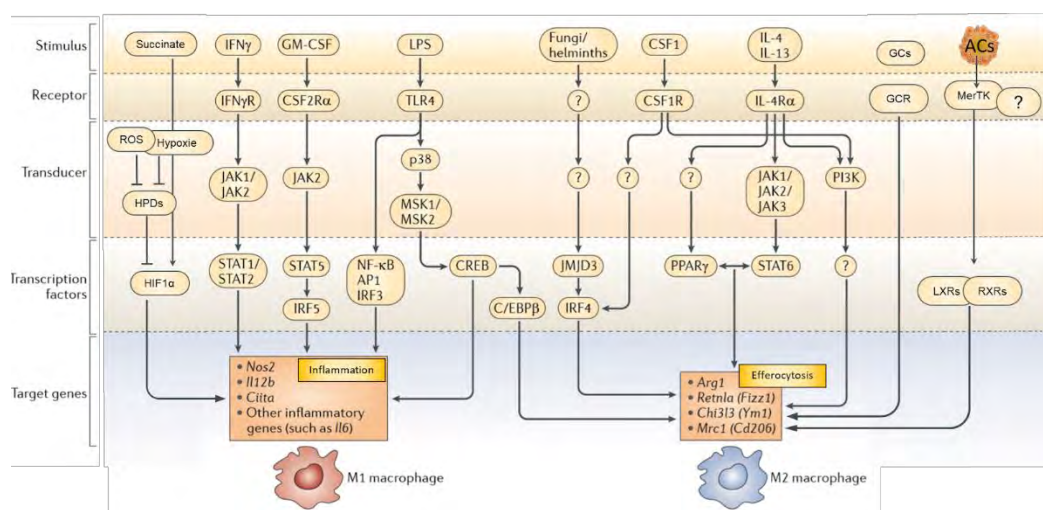 Stimulus
Succinate
IFNγ
GM-CSF
LPS
Fungi/
helminths
CSF1
IL-4
IL-13
GCs
ACs
Receptor
IFNγR
CSF2Rα
TLR4
?
CSF1R
IL-4Rα
GCR
MerTK
?
Transducer
ROS
Hypoxie
HPDs
JAK1/
JAK2
JAK2
p38
MSK1/
MSK2
?
?
?
JAK1/
JAK2/
JAK3
PI3K
Transcription
factors
HIF1α
STAT1/
STAT2
STAT5
IRF5
NF-κB
AP1
IRF3
CREB
C/EBPβ
JMJD3
IRF4
PPARγ
STAT6
?
LXRs
RXRs
Target genes
Inflammation
• Nos2
• Il12b
• Ciita
• Other inflammatory
genes (such as Il6)
Efferocytosis
• Arg1
• Retnla (Fizz1)
• Chi3l3 (Ym1)
• Mrc1 (Cd206)
M1 macrophage
M2 macrophage